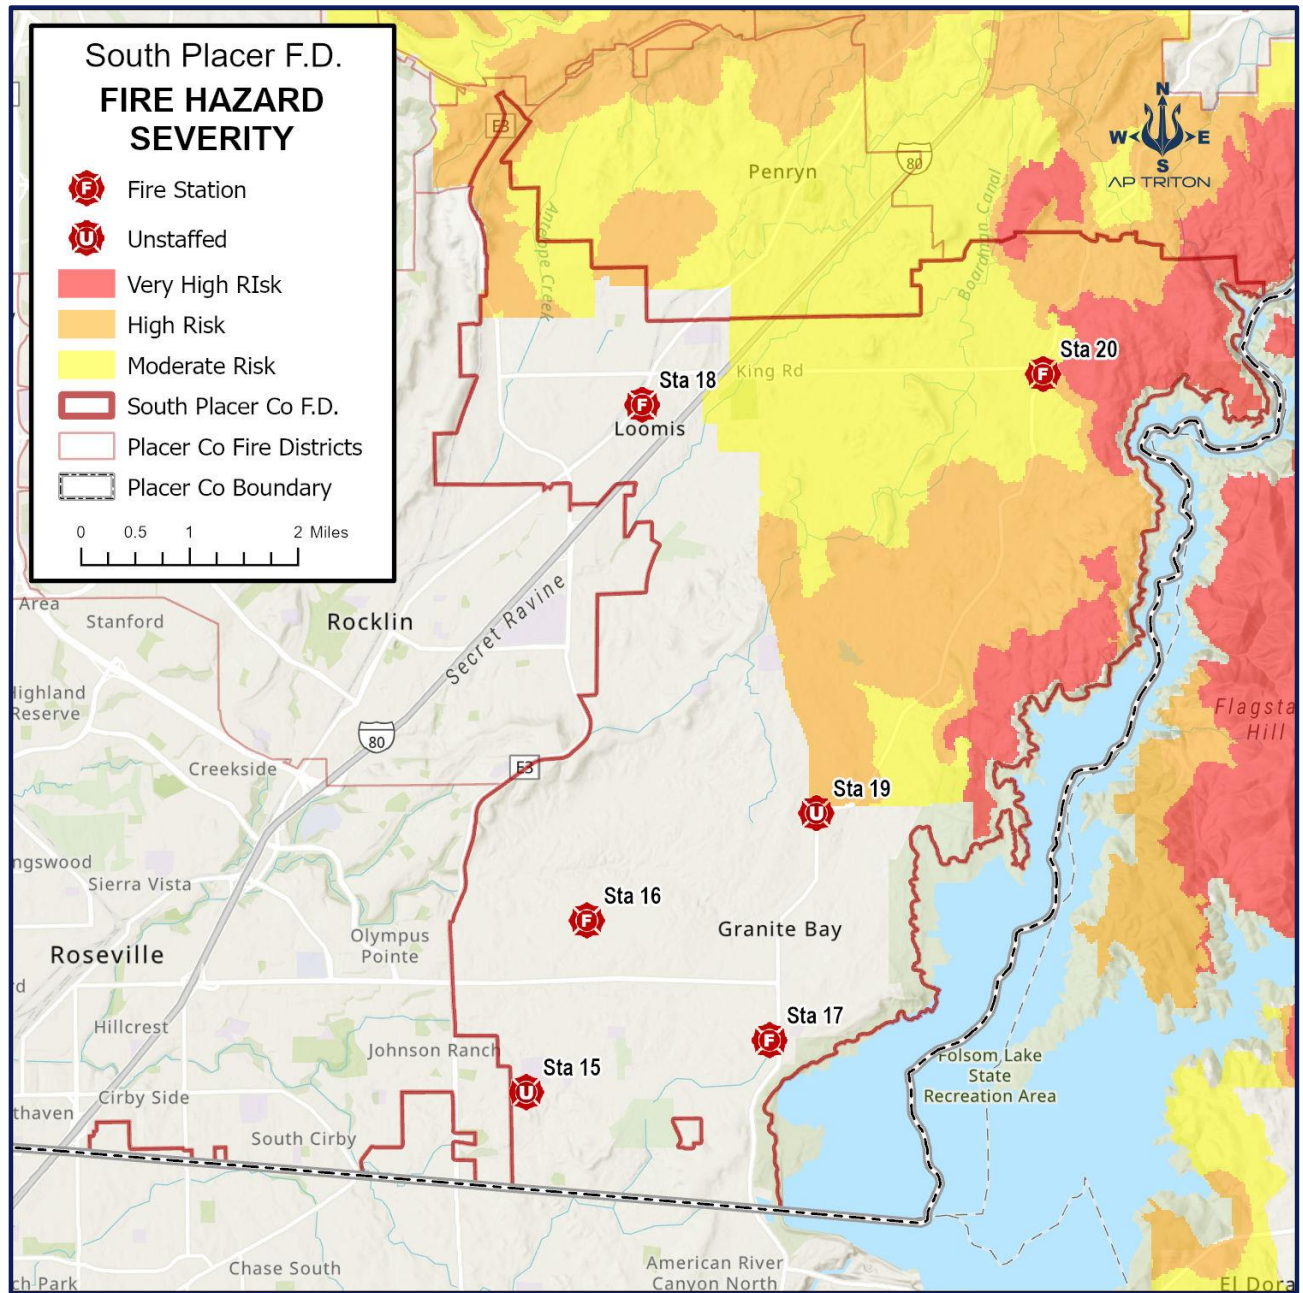 South Placer F.D.
FIRE HAZARD
SEVERITY
F
Fire Station
U
Unstaffed
Very High RIsk
High Risk
Moderate Risk
South Placer Co F.D.
Placer Co Fire Districts
Placer Co Boundary
0 0.5 1 2 Miles
N
W E
S
AP TRITON
E3
80
Penryn
Antelope Creek
Boardman Canal
King Rd
Sta 20
F
Sta 18
F
Loomis
Area
Stanford
Rocklin
Secret Ravine
Highland
Reserve
80
Creekside
E3
Flagsta
Hill
Sta 19
U
ngswood
Sierra Vista
Sta 16
F
Olympus
Pointe
Granite Bay
Roseville
rd
Hillcrest
Johnson Ranch
Sta 17
F
Sta 15
U
Folsom Lake
State
Recreation Area
Cirby Side
thaven
South Cirby
Chase South
ch Park
American River
Canyon North
El Dora